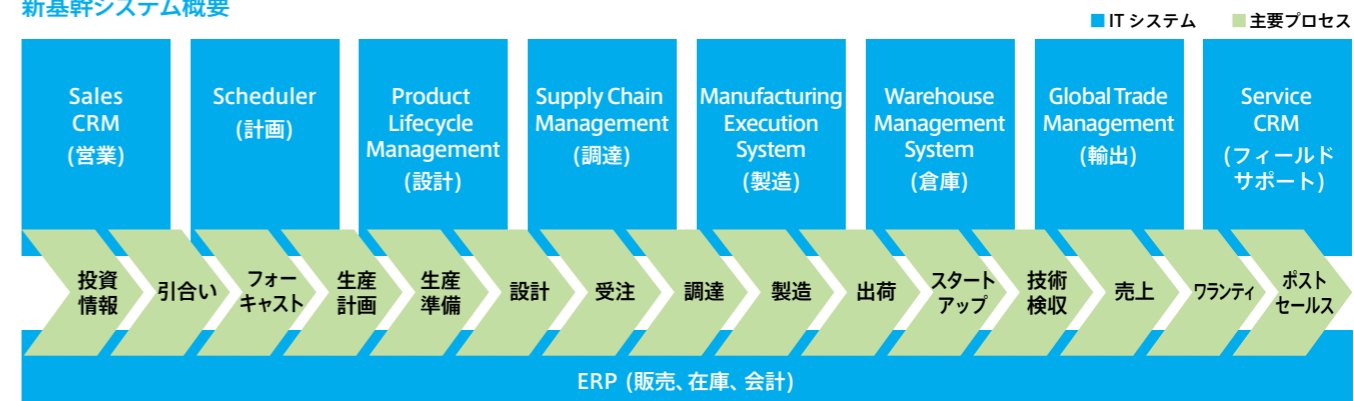 新基幹システム概要
■ IT システム ■ 主要プロセス
Sales
CRM
(営業)
Scheduler
(計画)
Product
Lifecycle
Management
(設計)
Supply Chain
Management
(調達)
Manufacturing
Execution
System
(製造)
Warehouse
Management
System
(倉庫)
Global Trade
Management
(輸出)
Service
CRM
(フィールド
サポート)
投資
情報
引合い
フォー
キャスト
生産
計画
生産
準備
設計
受注
調達
製造
出荷
スタート
アップ
技術
検収
売上
ワランティ
ポスト
セールス
ERP (販売、在庫、会計)